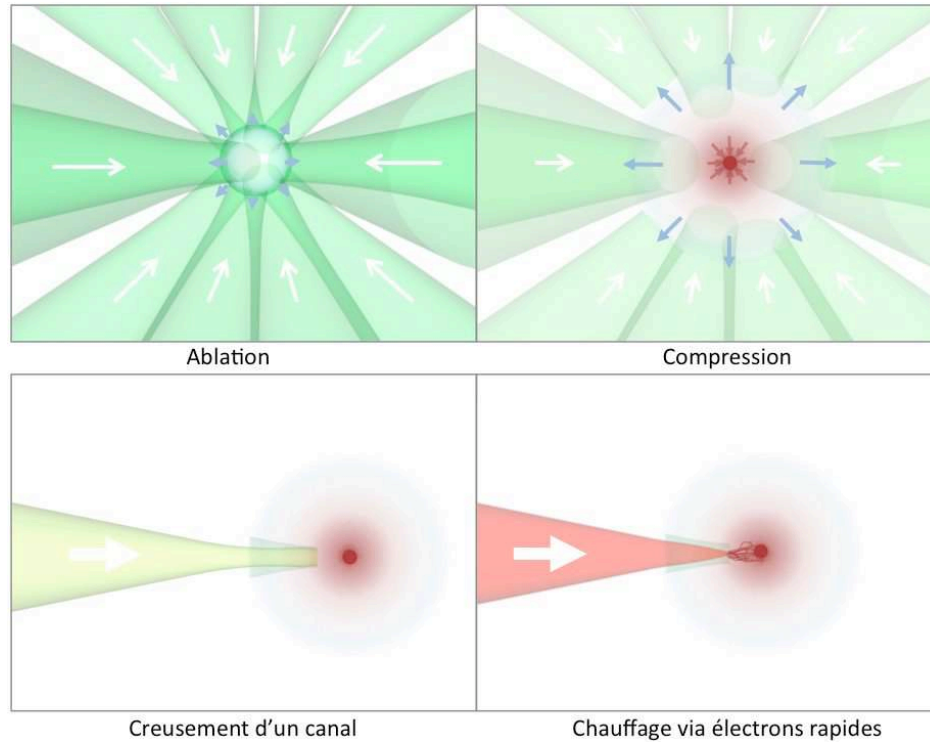 Ablation
Compression
Creusement d'un canal
Chauffage via électrons rapides